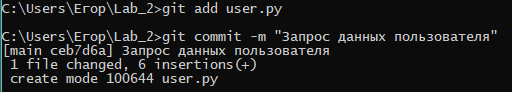 C:\Users\Егор\Lab_2>git add user.py
C:\Users\Егор\Lab_2>git commit -m "Запрос данных пользователя"
[main ceb7d6a] Запрос данных пользователя
1 file changed, 6 insertions(+)
create mode 100644 user.py